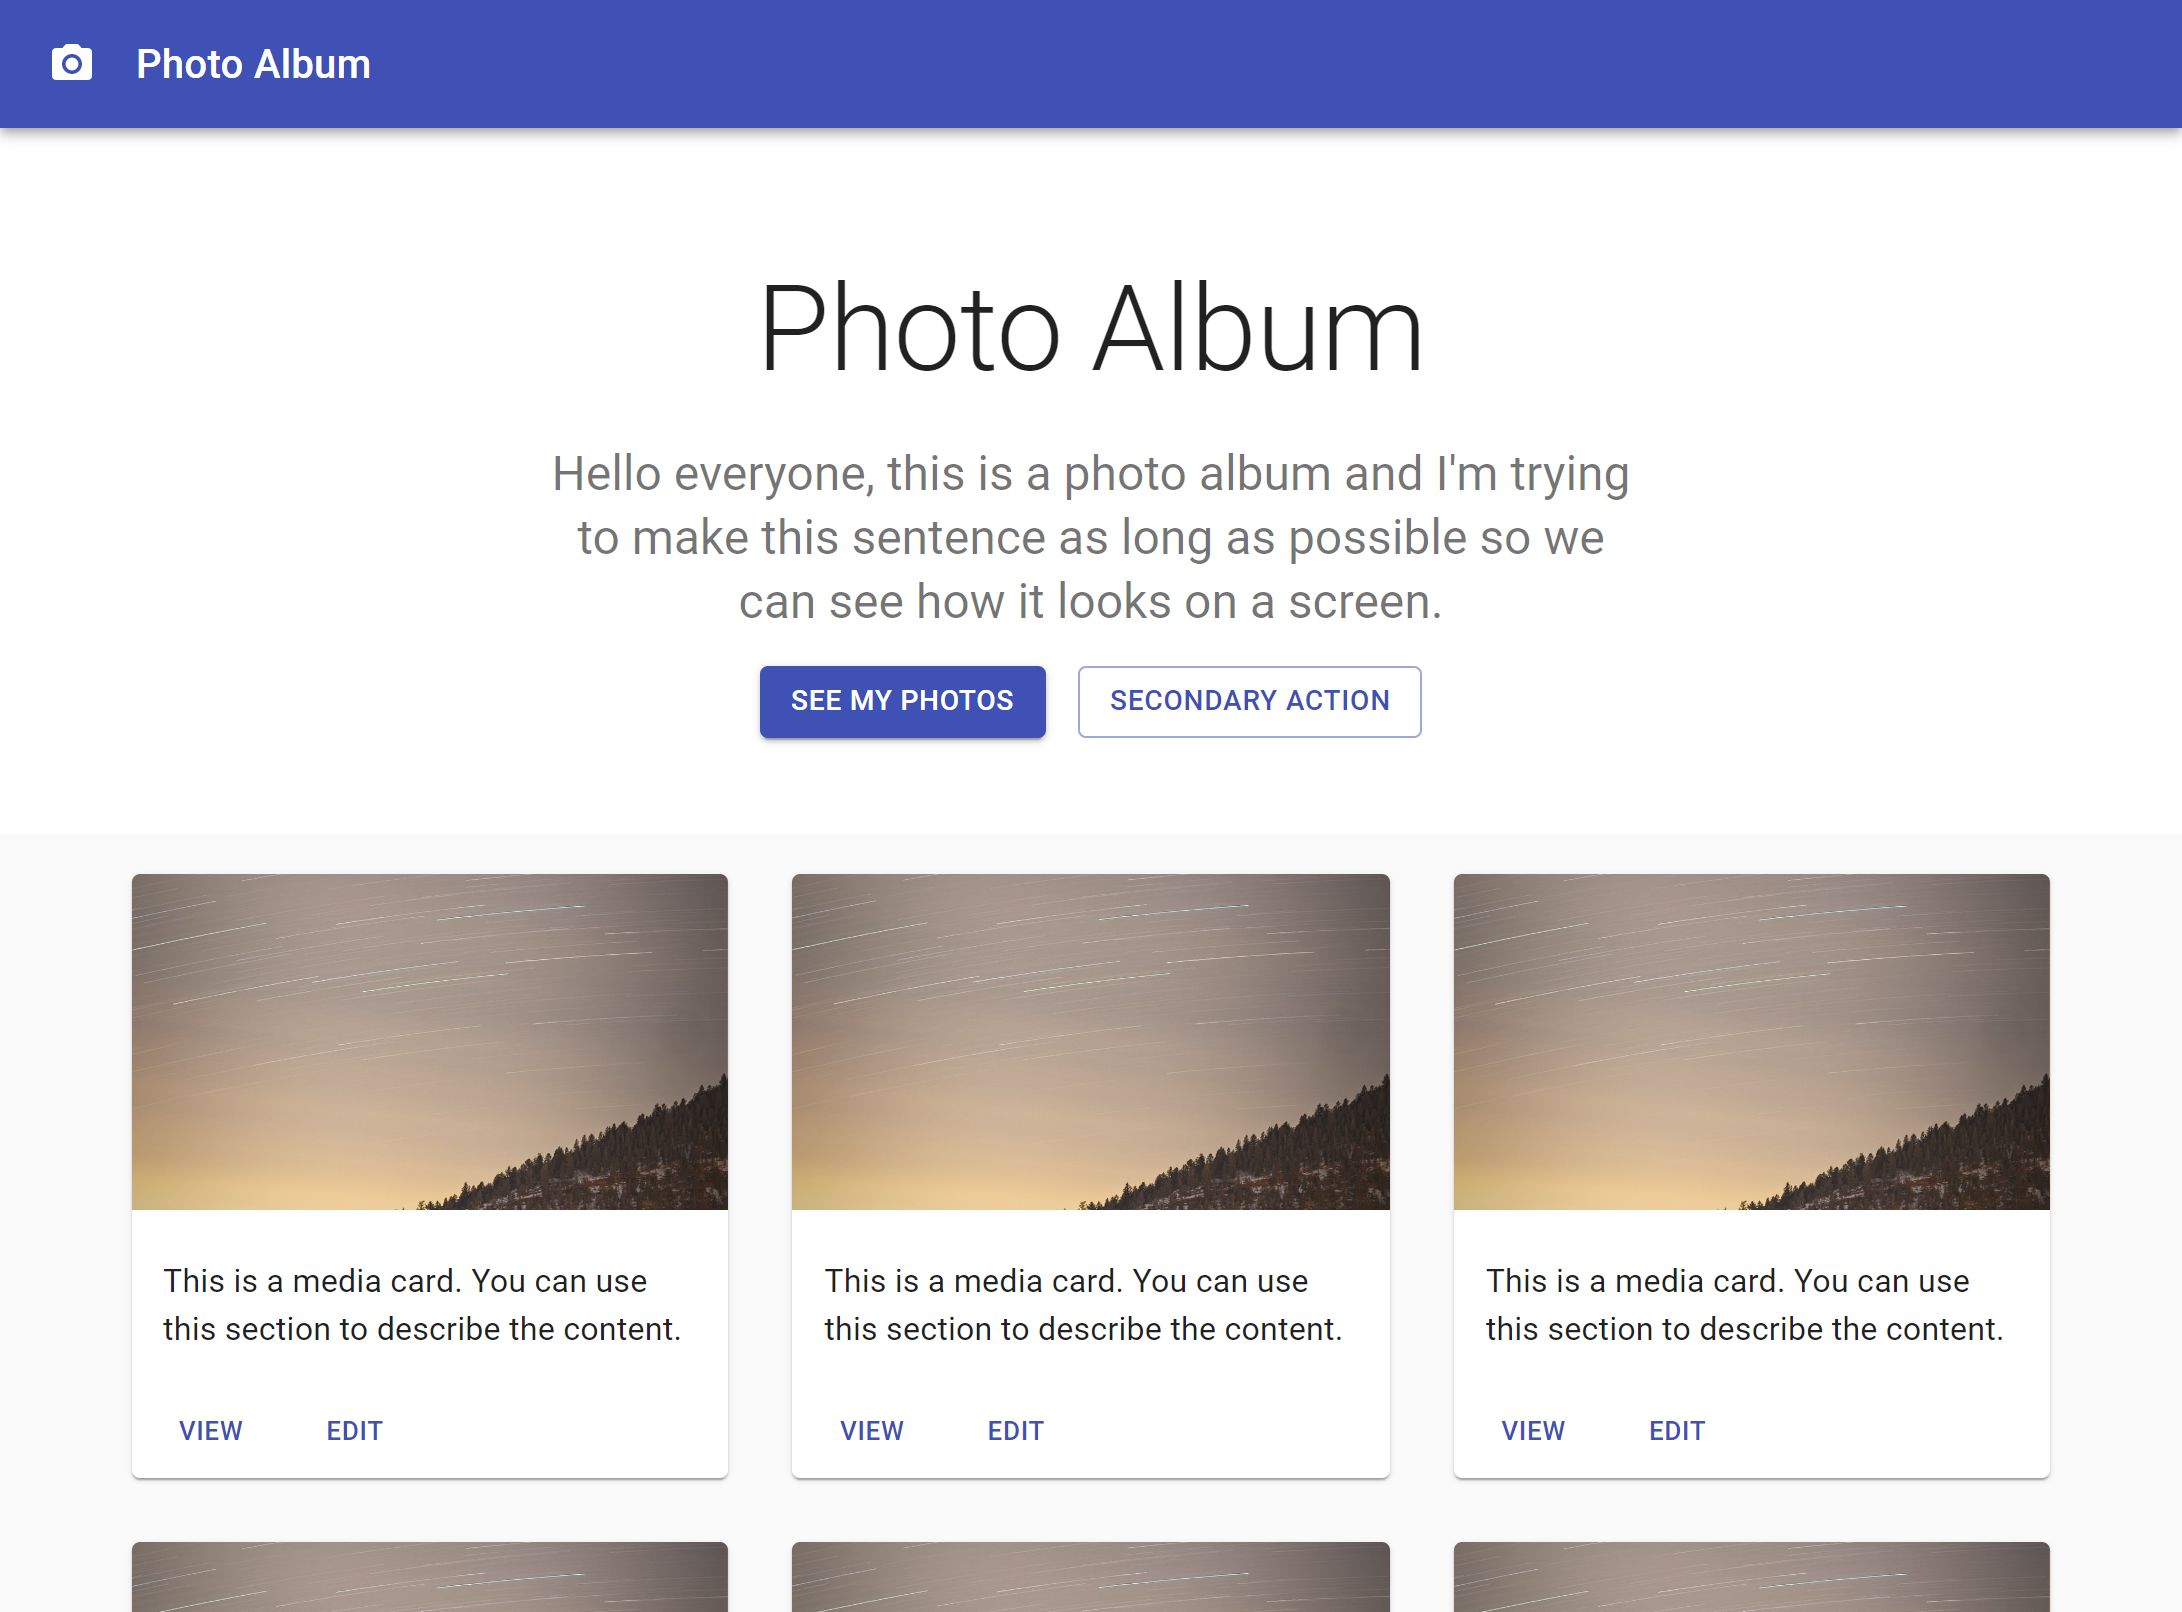 Photo Album
Photo Album
Hello everyone, this is a photo album and I'm trying
to make this sentence as long as possible so we
can see how it looks on a screen.
SEE MY PHOTOS
SECONDARY ACTION
This is a media card. You can use
this section to describe the content.
VIEW
EDIT
This is a media card. You can use
this section to describe the content.
VIEW
EDIT
This is a media card. You can use
this section to describe the content.
VIEW
EDIT